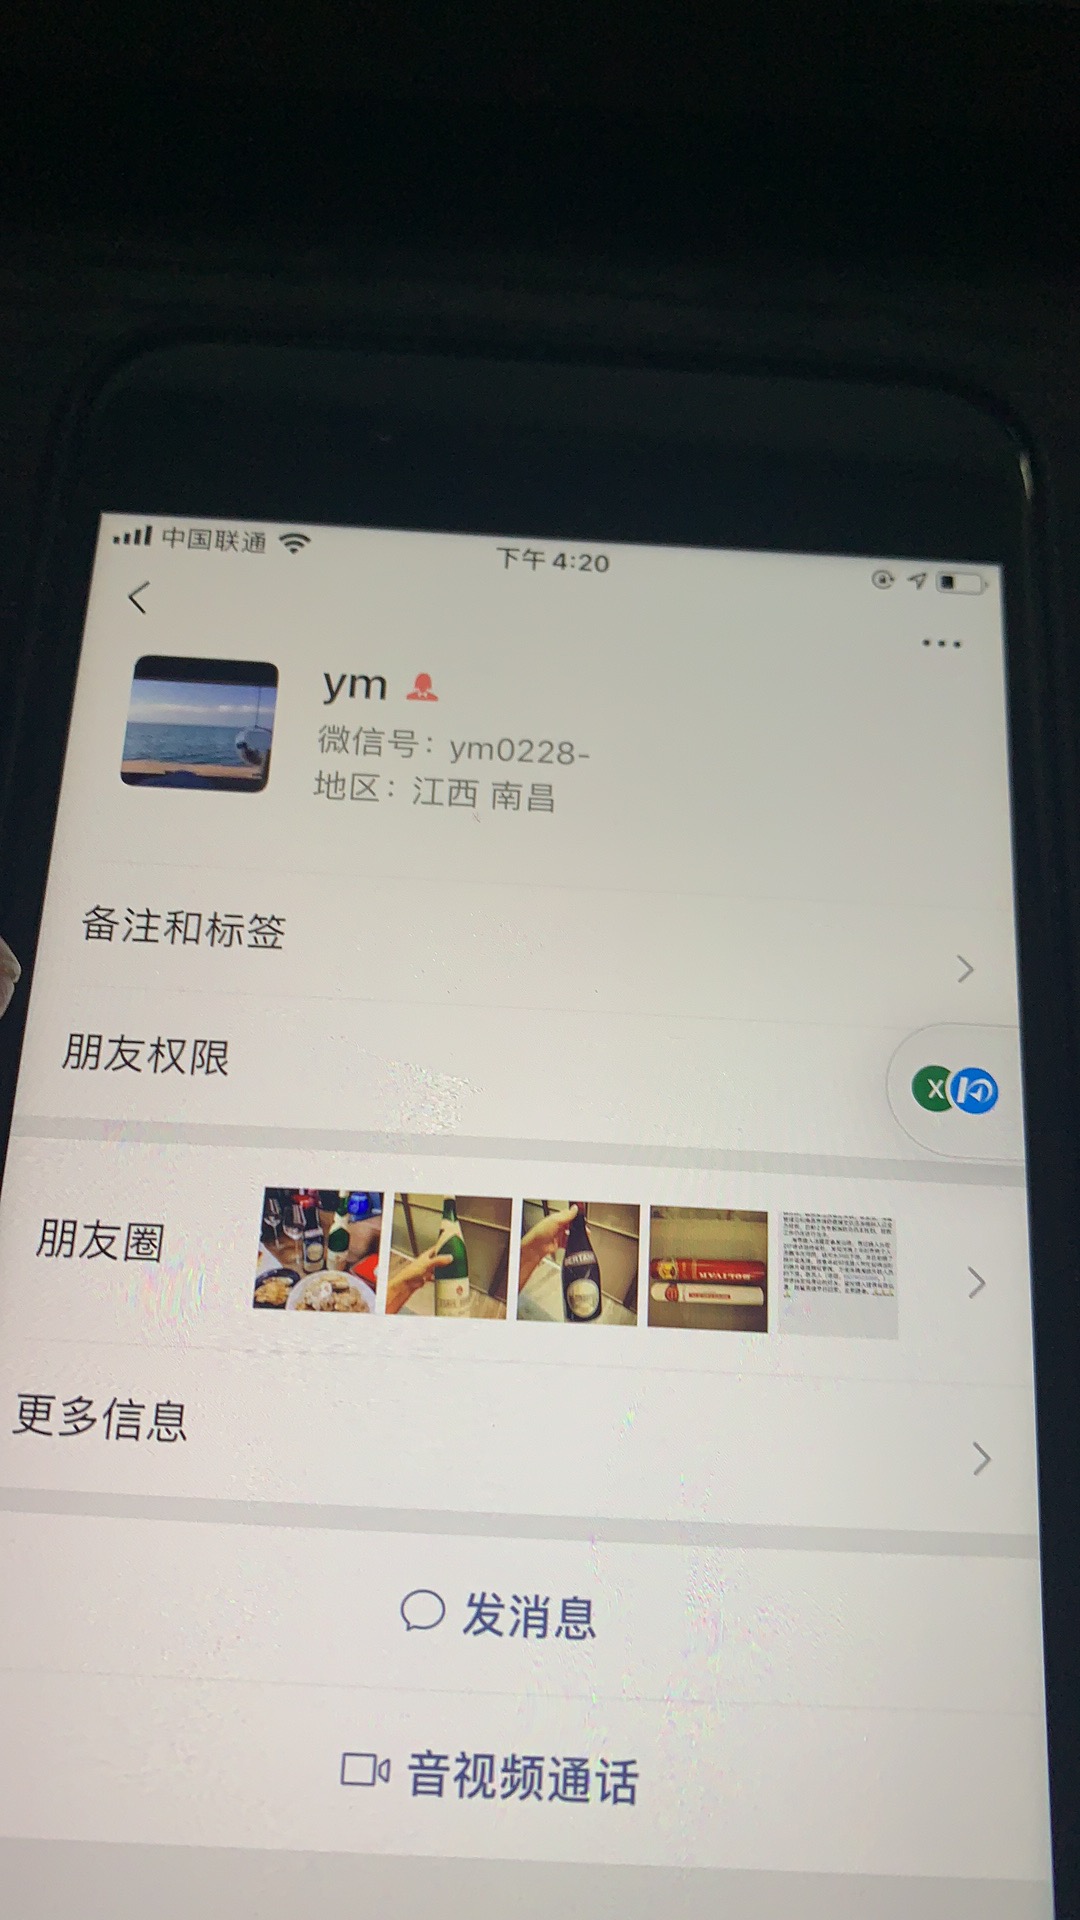 中国联通
下午 4:20
ym
微信号：ym0228-
地区：江西 南昌
备注和标签
朋友权限
X
朋友圈
BOLIVAR
更多信息
发消息
音视频通话